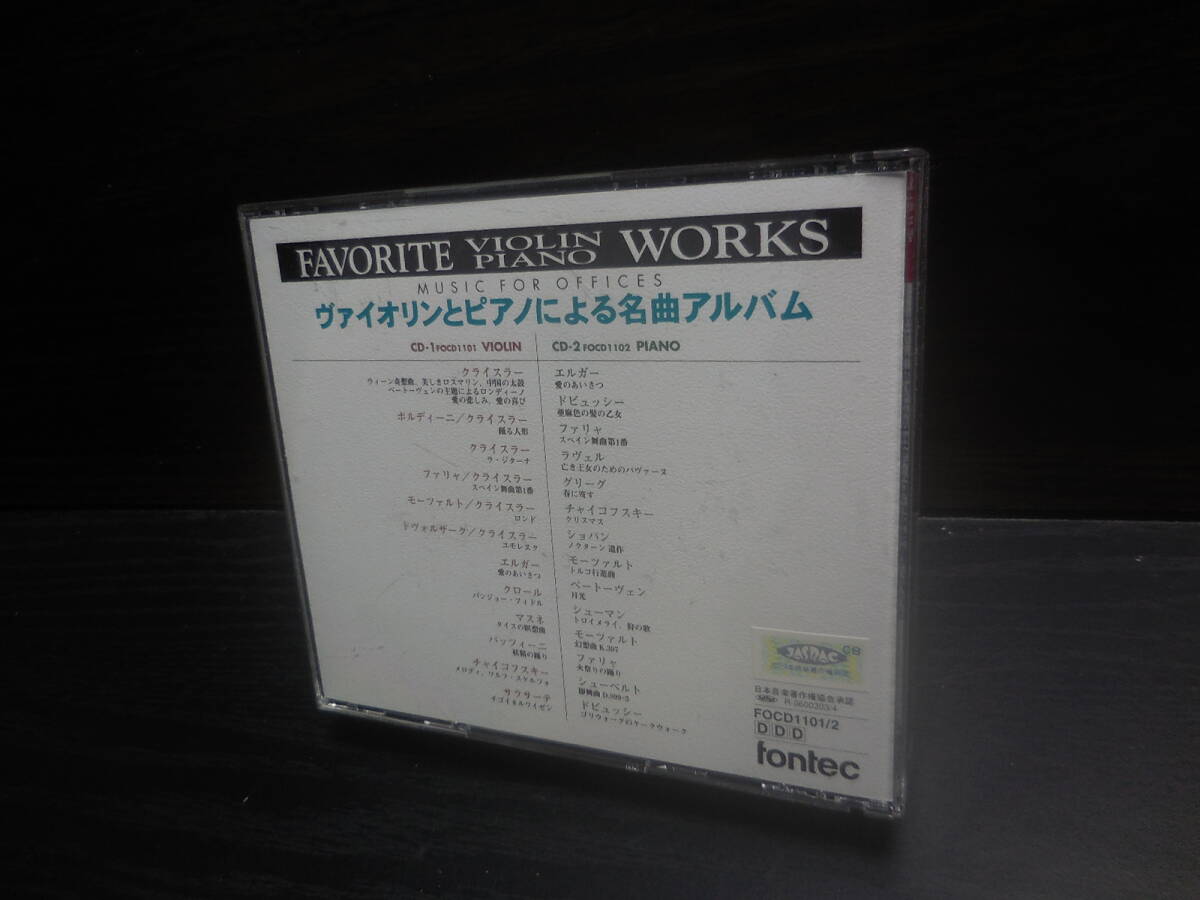 FAVORITE VIOLIN PIANO WORKS
MUSIC FOR OFFICES
ヴァイオリンとピアノによる名曲アルバム
CD-1 FOCD1101 VIOLIN
クライスラー
ウィーン奇想曲、美しきロスマリン、中国の太鼓
ベートーヴェンの主題によるロンディーノ
愛の悲しみ、愛の喜び
ポルディーニ/クライスラー
踊る人形
クライスラー
ラ・ジターナ
ファリャ/クライスラー
スペイン舞曲第1番
モーツァルト/クライスラー
ロンド
ドヴォルザーク/クライスラー
ユモレスク
エルガー
愛のあいさつ
クロール
バンジョー・フィドル
マスネ
タイスの瞑想曲
バッツィーニ
妖精の踊り
チャイコフスキー
メロディ、ワルツ・スケルツォ
サラサーテ
チゴイネルワイゼン
CD-2 FOCD1102 PIANO
エルガー
愛のあいさつ
ドビュッシー
亜麻色の髪の乙女
ファリャ
スペイン舞曲第1番
ラヴェル
亡き王女のためのパヴァーヌ
グリーグ
春に寄す
チャイコフスキー
クリスマス
ショパン
ノクターン 遺作
モーツァルト
トルコ行進曲
ベートーヴェン
月光
シューマン
トロイメライ、狩の歌
モーツァルト
幻想曲 K.397
ファリャ
火祭りの踊り
シューベルト
即興曲 D.899-3
ドビュッシー
ゴリウォーグのケークウォーク
JASRAC
CB
日本音楽著作権協会承認
R-0600303/4
FOCD1101/2
DDD
fontec